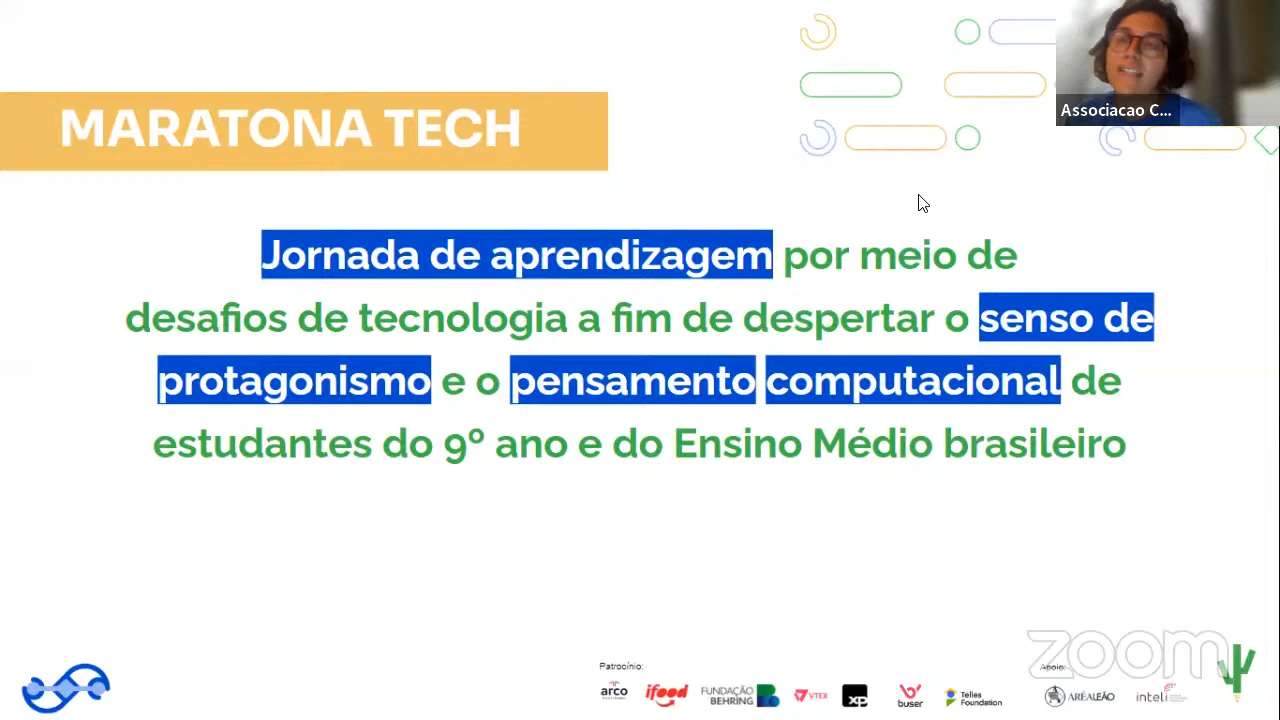 MARATONA TECH
Associacao C...
Jornada de aprendizagem por meio de
desafios de tecnologia a fim de despertar o senso de
protagonismo e o pensamento computacional de
estudantes do 9º ano e do Ensino Médio brasileiro
zoom
Patrocínio:
Apoio:
arco
ifood
FUNDAÇÃO
BEHRING
VTEX
xp
buser
Telles
Foundation
AREALEÃO
inteli